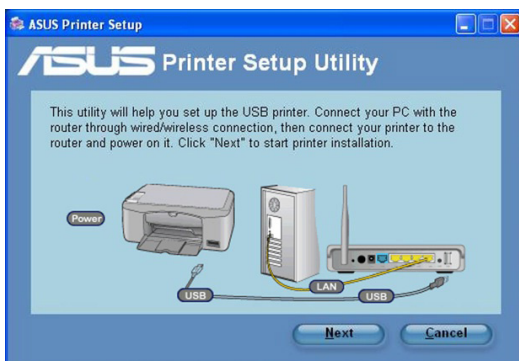 ASUS Printer Setup
ASUS Printer Setup Utility
This utility will help you set up the USB printer. Connect your PC with the
router through wired/wireless connection, then connect your printer to the
router and power on it. Click "Next" to start printer installation.
Power
USB
LAN
USB
Next
Cancel